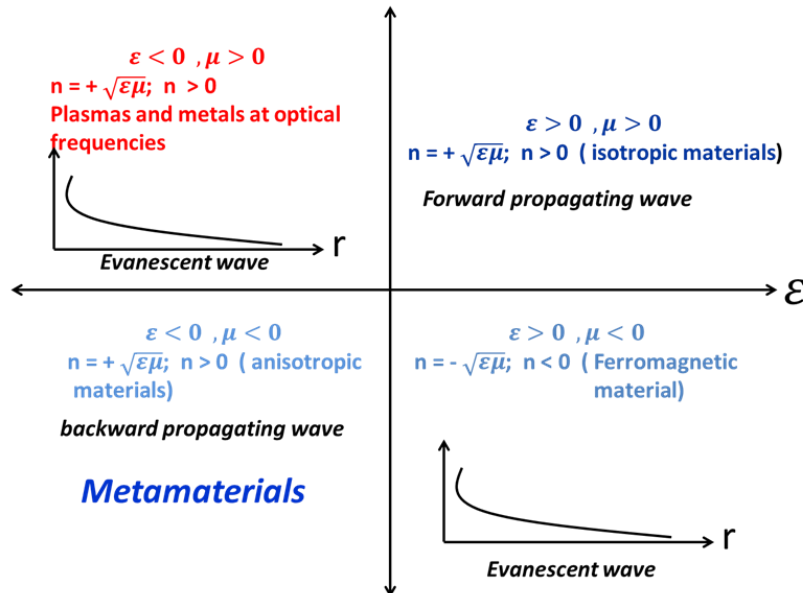 ε < 0 , μ > 0
n = + √εμ; n > 0
Plasmas and metals at optical
frequencies
r
Evanescent wave
ε > 0 , μ > 0
n = + √εμ; n > 0 ( isotropic materials)
Forward propagating wave
ε
ε < 0 , μ < 0
n = + √εμ; n > 0 ( anisotropic
materials)
backward propagating wave
Metamaterials
ε > 0 , μ < 0
n = - √εμ; n < 0 ( Ferromagnetic
material)
r
Evanescent wave